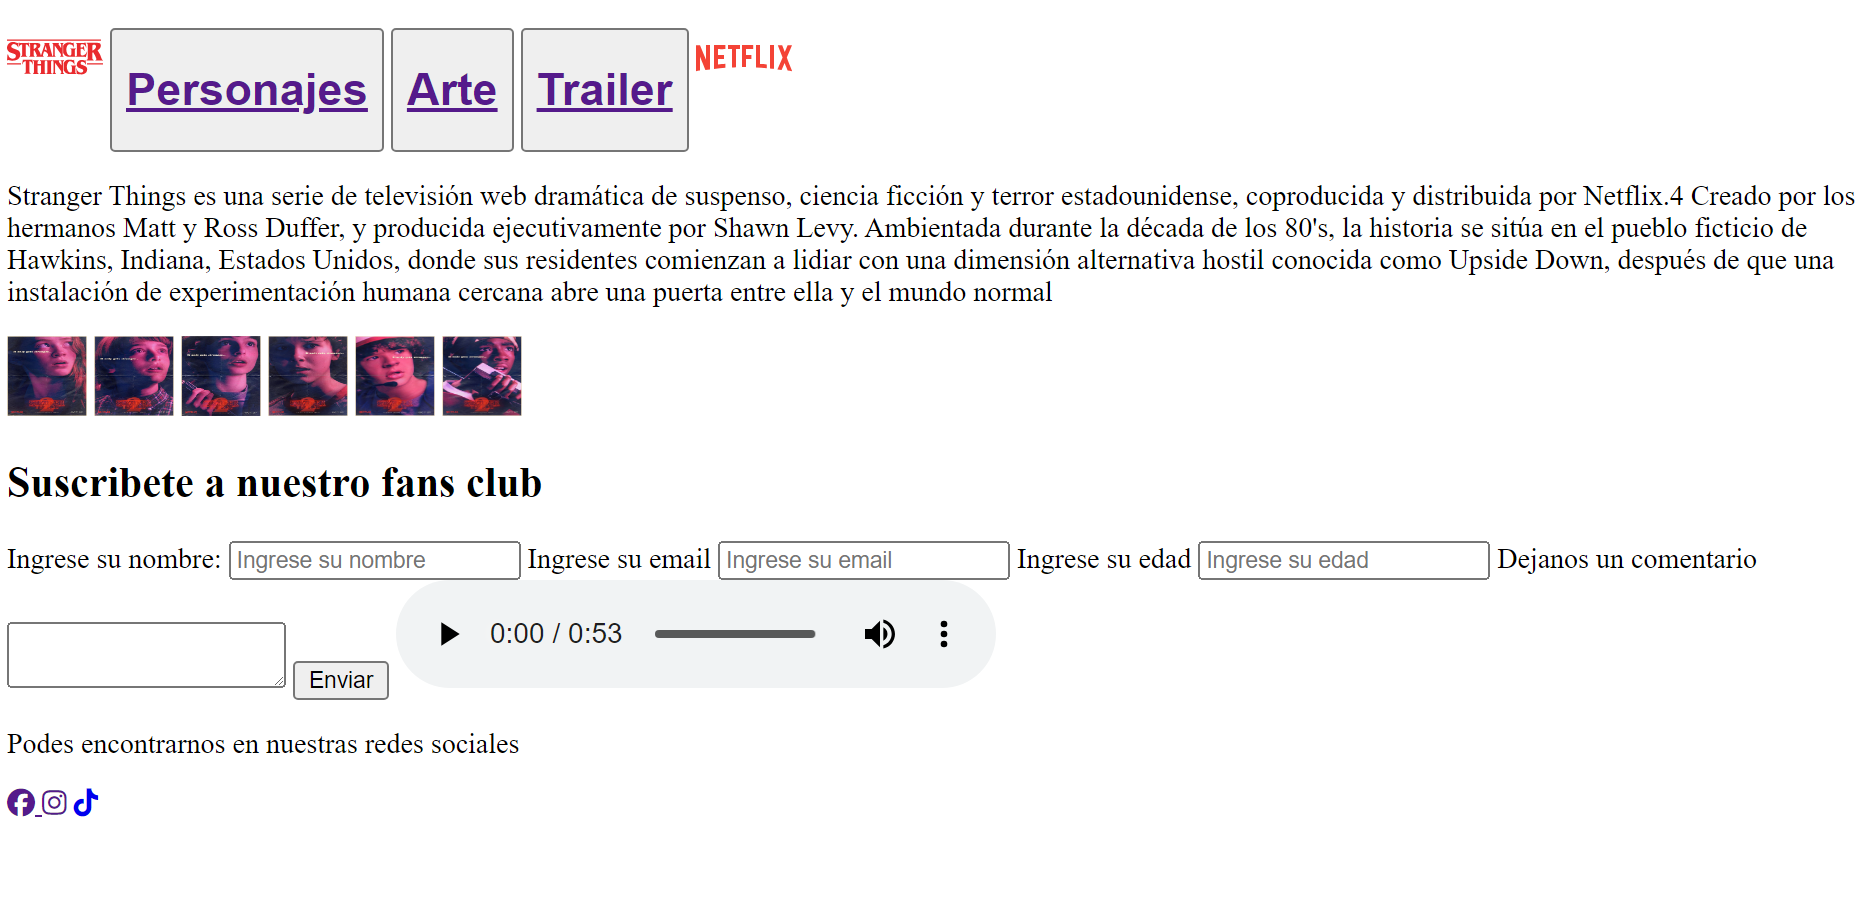 STRANGER THINGS Personajes Arte Trailer NETFLIX
Stranger Things es una serie de televisión web dramática de suspenso, ciencia ficción y terror estadounidense, coproducida y distribuida por Netflix.4 Creado por los
hermanos Matt y Ross Duffer, y producida ejecutivamente por Shawn Levy. Ambientada durante la década de los 80's, la historia se sitúa en el pueblo ficticio de
Hawkins, Indiana, Estados Unidos, donde sus residentes comienzan a lidiar con una dimensión alternativa hostil conocida como Upside Down, después de que una
instalación de experimentación humana cercana abre una puerta entre ella y el mundo normal
Suscribete a nuestro fans club
Ingrese su nombre: Ingrese su nombre Ingrese su email Ingrese su email Ingrese su edad Ingrese su edad Dejanos un comentario
Enviar 0:00 / 0:53
Podes encontrarnos en nuestras redes sociales